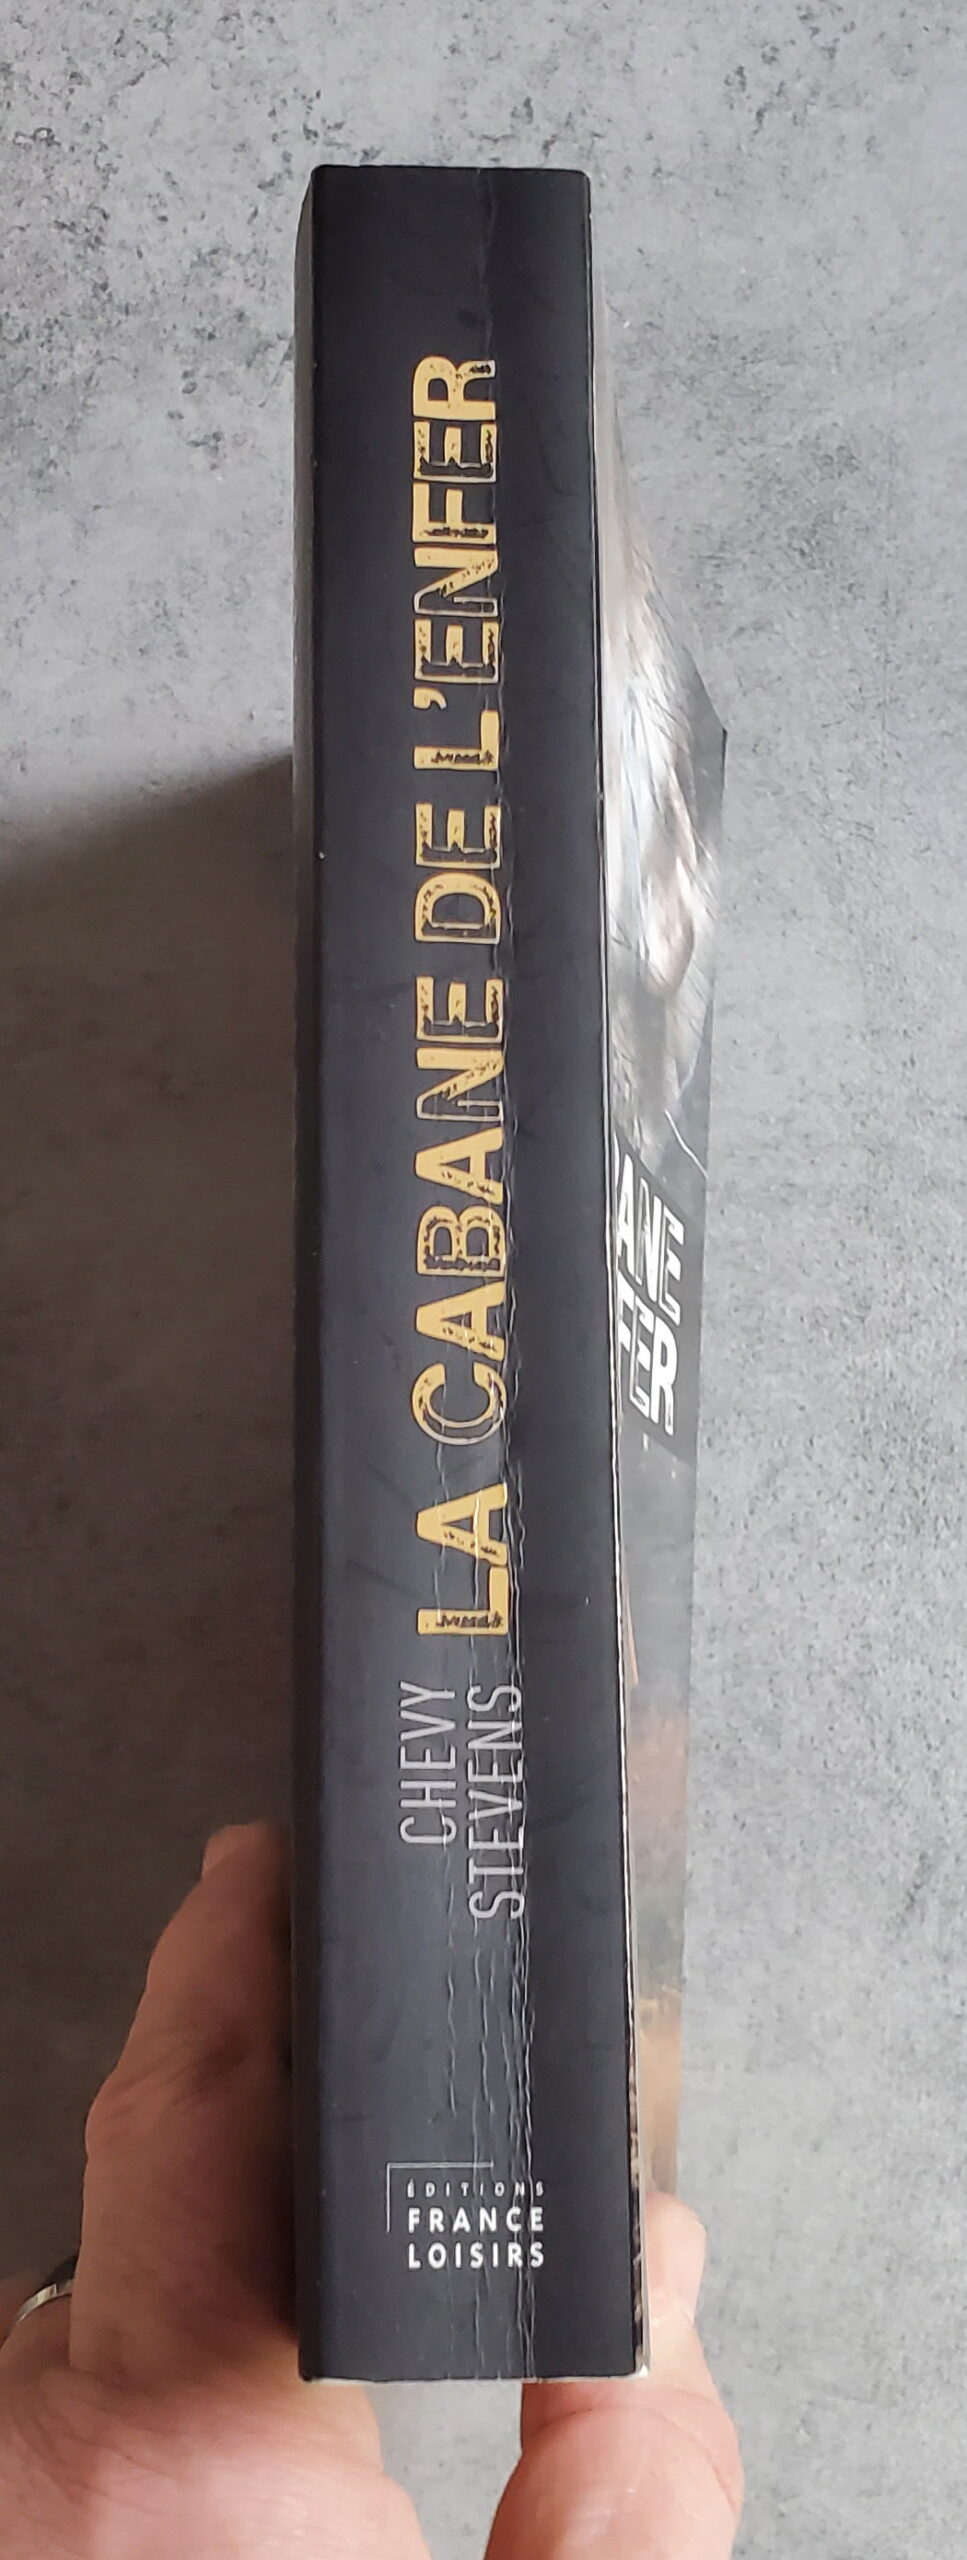 LA CABANE DE L'ENFER
CHEVY
STEVENS
ÉDITIONS
FRANCE
LOISIRS